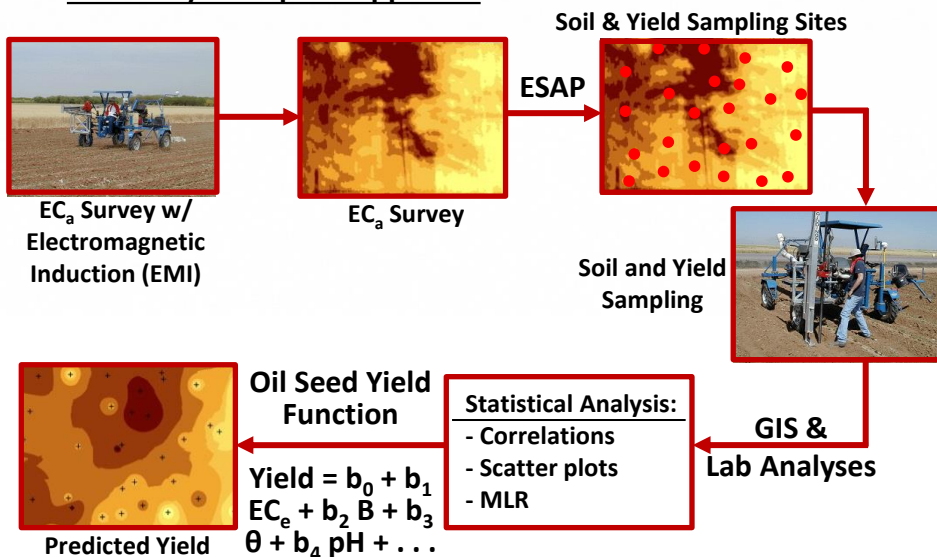 Soil & Yield Sampling Sites
ESAP
ECa Survey w/
Electromagnetic
Induction (EMI)
ECa Survey
Soil and Yield
Sampling
GIS &
Lab Analyses
Statistical Analysis:
- Correlations
- Scatter plots
- MLR
Oil Seed Yield
Function
Yield = b0 + b1
ECe + b2 B + b3
θ + b4 pH + . . .
Predicted Yield